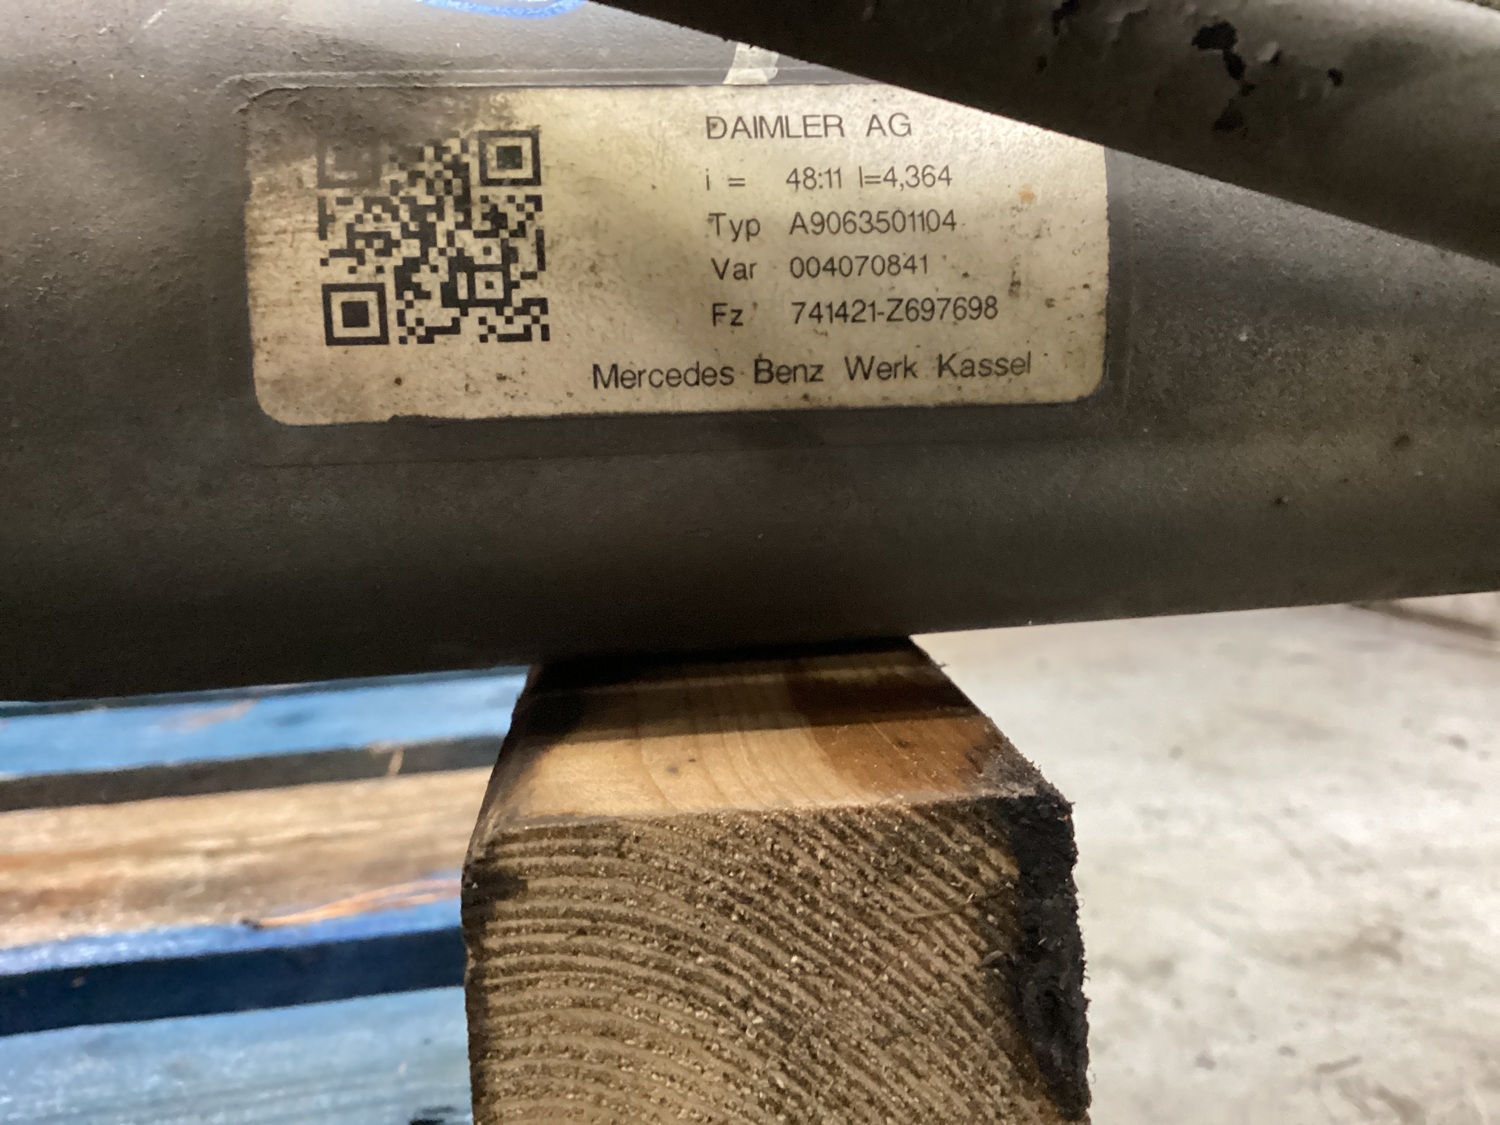 DAIMLER AG
i = 48:11 I=4,364
Typ A9063501104
Var 004070841
Fz 741421-Z697698
Mercedes Benz Werk Kassel